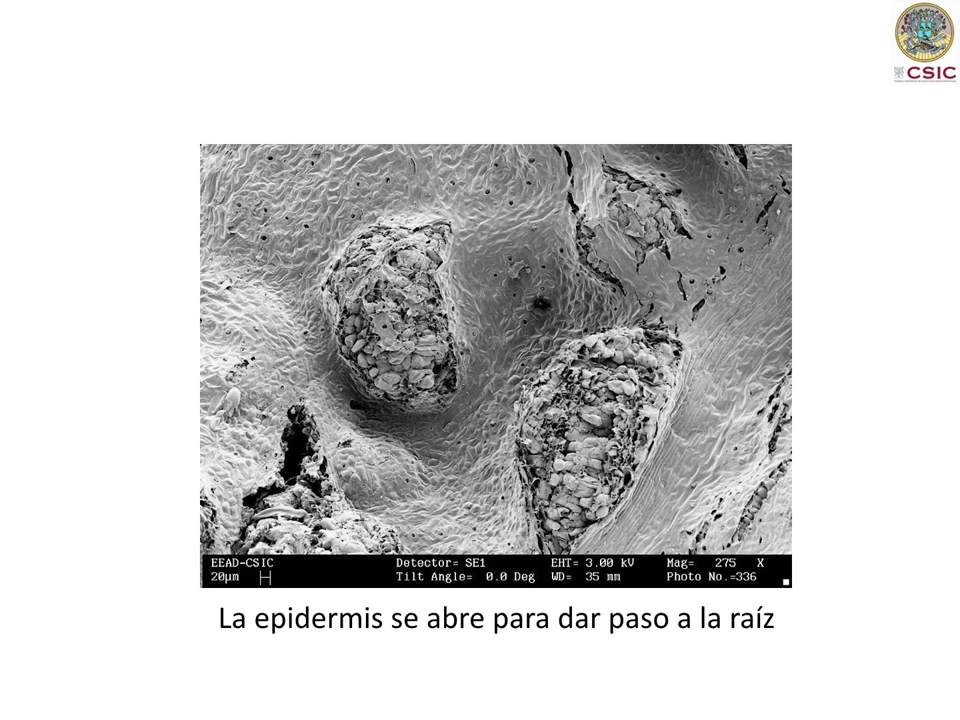 CSIC
EEAD-CSIC Detector= SE1 EHT= 3.00 kV Mag= 275 X
20µm Tilt Angle= 0.0 Deg WD= 35 mm Photo No.=336
La epidermis se abre para dar paso a la raíz